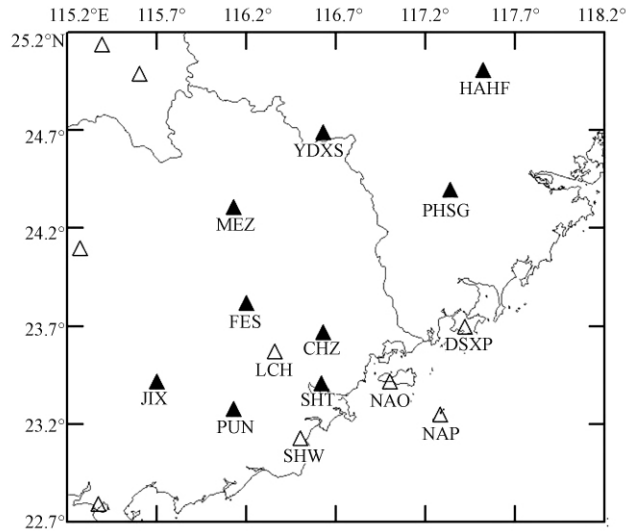 115.2°E 115.7° 116.2° 116.7° 117.2° 117.7° 118.2°
25.2°N
HAHF
24.7°
YDXS
PHSG
MEZ
24.2°
FES
23.7°
CHZ
DSXP
LCH
JIX
SHT
NAO
PUN
23.2°
NAP
SHW
22.7°